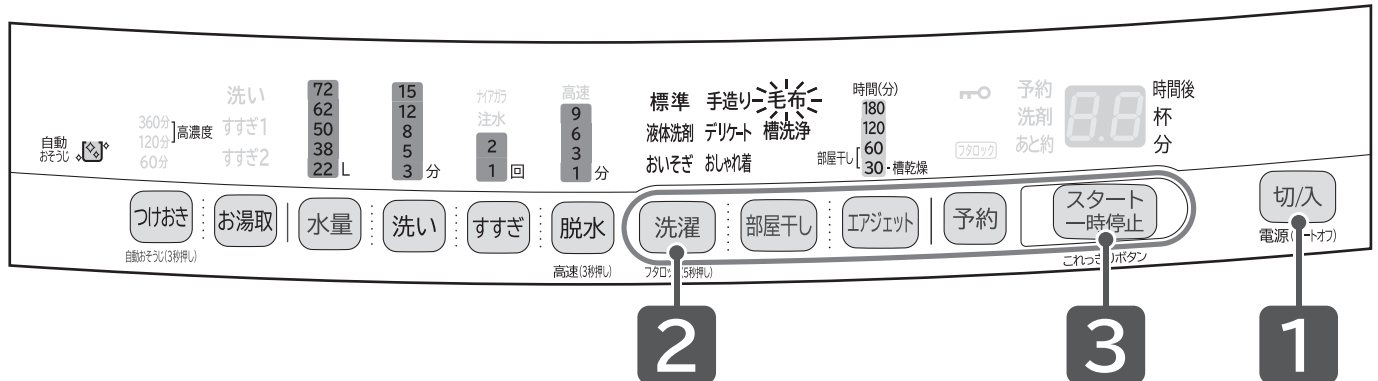 自動
おそうじ
360分
120分
60分
高濃度
洗い
すすぎ1
すすぎ2
72
62
50
38
22 L
15
12
8
5
3 分
ナイアガラ
注水
2
1 回
高速
9
6
3
1 分
標準 手造り 毛布
液体洗剤 デリケート 槽洗浄
おいそぎ おしゃれ着
時間(分)
180
120
部屋干し 60
30 - 槽乾燥
フタロック
予約
洗剤
あと約
88
時間後
杯
分
つけおき
自動おそうじ(3秒押し)
お湯取
水量
洗い
すすぎ
脱水
高速(3秒押し)
洗濯
部屋干し
エアジェット
予約
スタート
一時停止
これっきりボタン
切/入
2
3
1